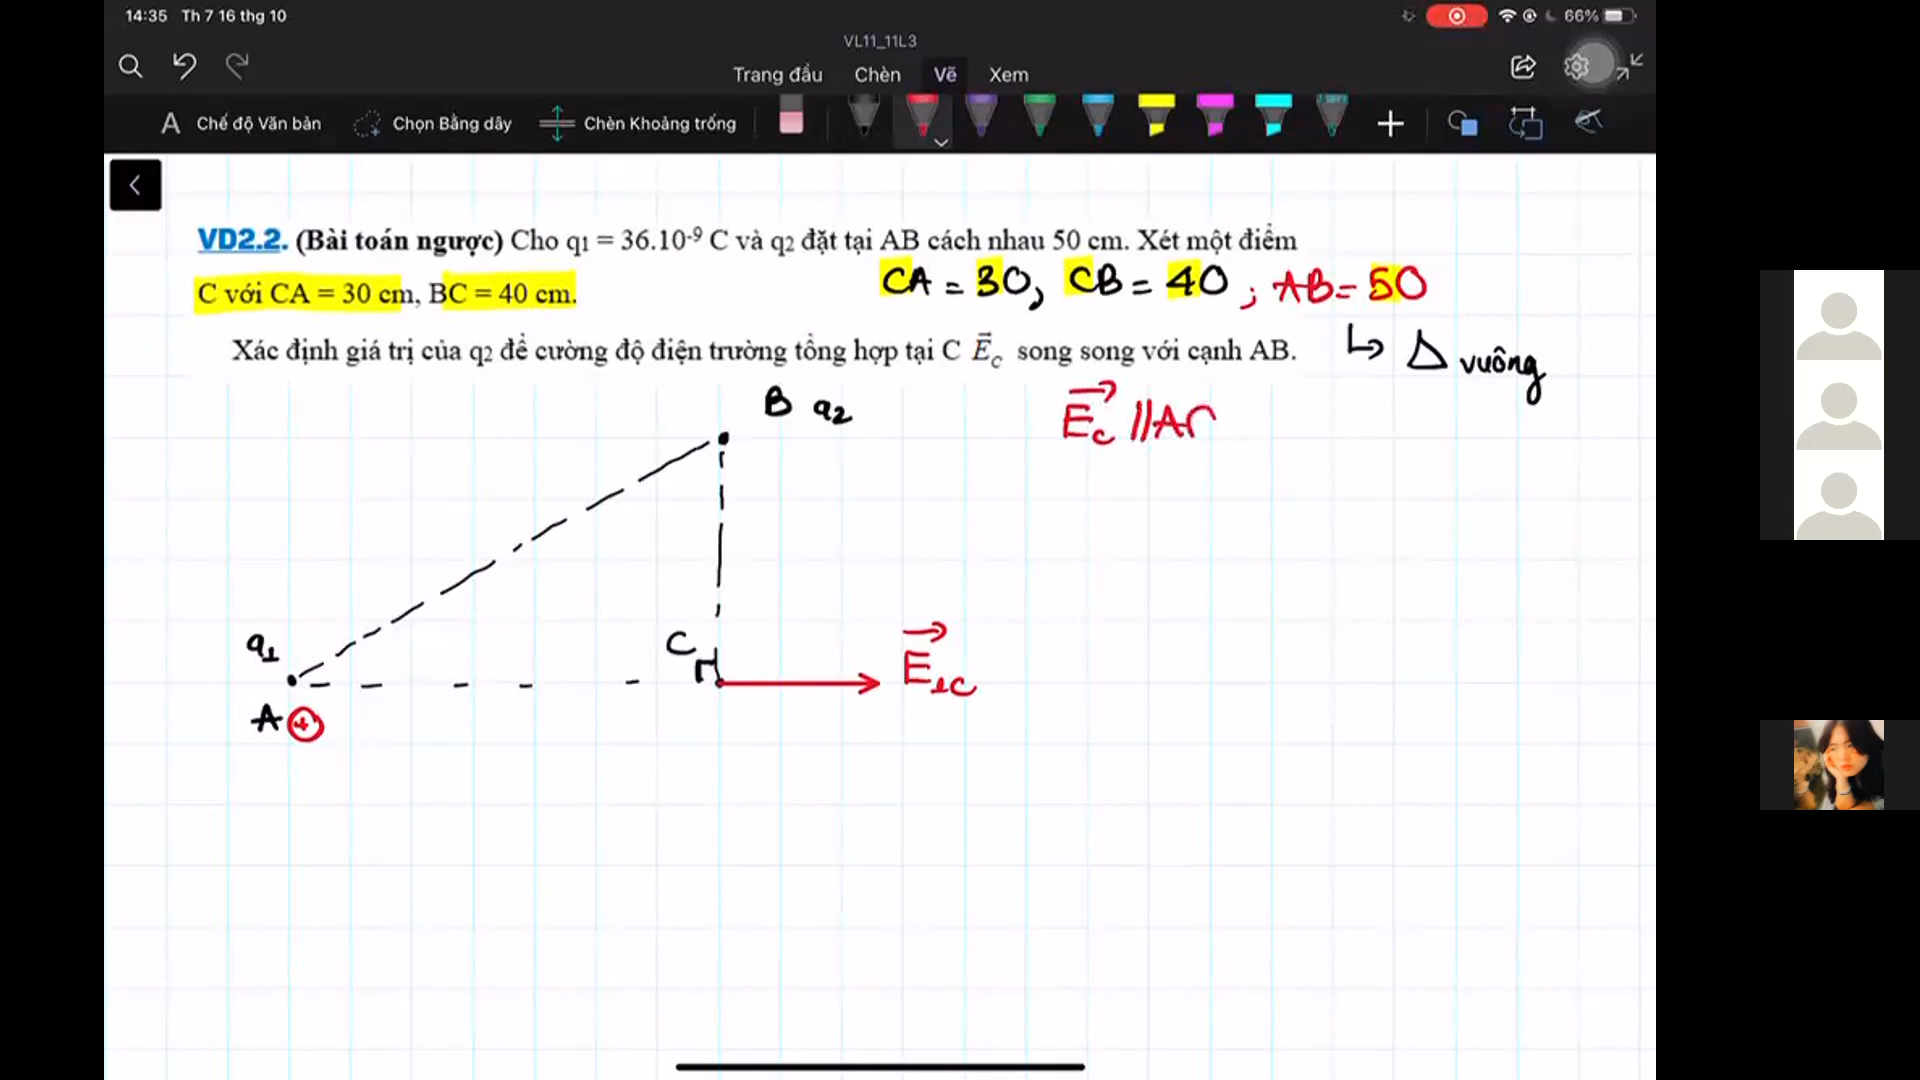 14:35 Th 7 16 thg 10
66%
VL11_11L3
Trang đầu Chèn Vẽ Xem
A Chế độ Văn bản Chọn Bằng dây Chèn Khoảng trống
VD2.2. (Bài toán ngược) Cho q1 = 36.10⁻⁹ C và q2 đặt tại AB cách nhau 50 cm. Xét một điểm
C với CA = 30 cm, BC = 40 cm.
CA = 30, CB = 40 ; AB = 50
Xác định giá trị của q2 để cường độ điện trường tổng hợp tại C E⃗c song song với cạnh AB.
↳ Δ vuông
B q2
E⃗c // A
q1
C
E⃗1C
A +